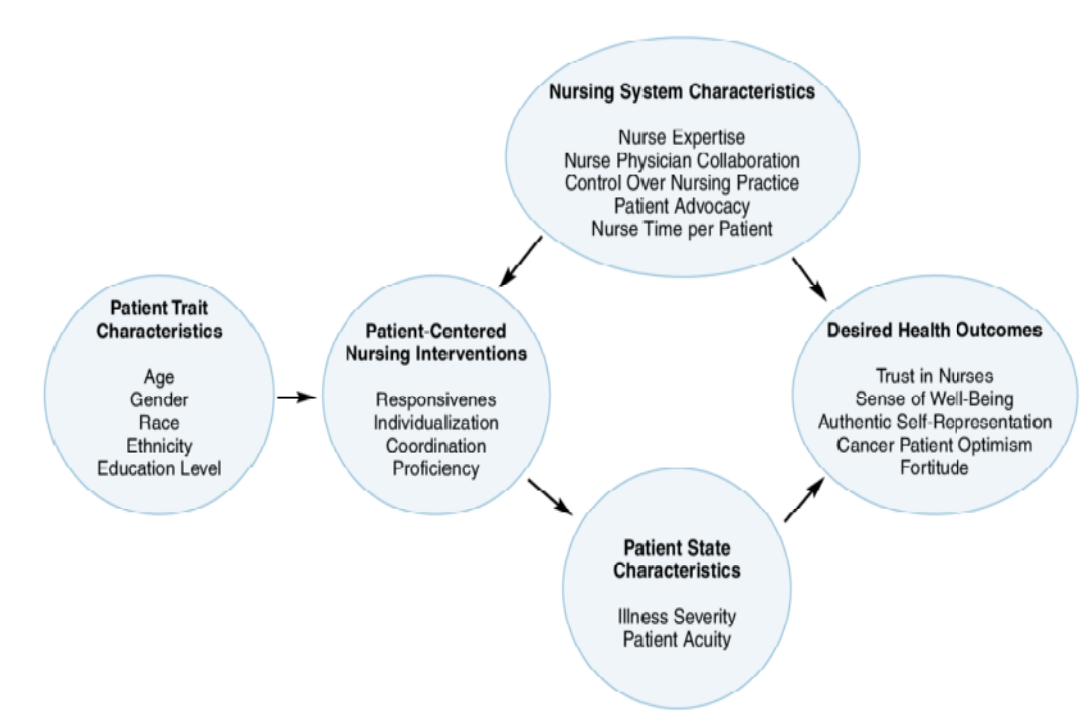 Nursing System Characteristics
Nurse Expertise
Nurse Physician Collaboration
Control Over Nursing Practice
Patient Advocacy
Nurse Time per Patient
Patient Trait
Characteristics
Age
Gender
Race
Ethnicity
Education Level
Patient-Centered
Nursing Interventions
Responsivenes
Individualization
Coordination
Proficiency
Desired Health Outcomes
Trust in Nurses
Sense of Well-Being
Authentic Self-Representation
Cancer Patient Optimism
Fortitude
Patient State
Characteristics
Illness Severity
Patient Acuity